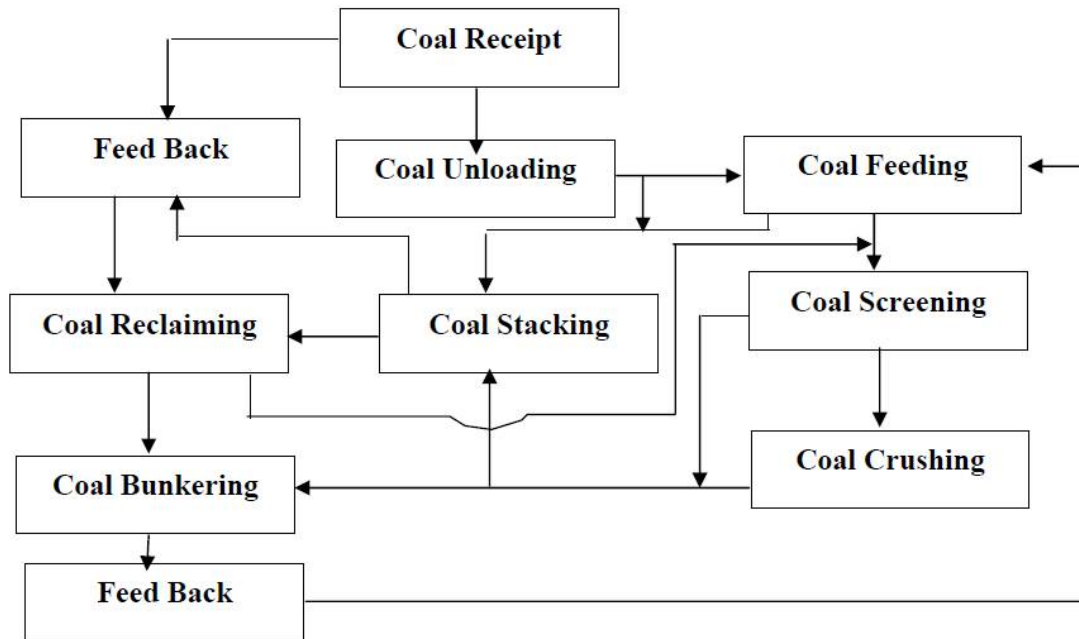 Coal Receipt
Feed Back
Coal Unloading
Coal Feeding
Coal Reclaiming
Coal Stacking
Coal Screening
Coal Bunkering
Coal Crushing
Feed Back